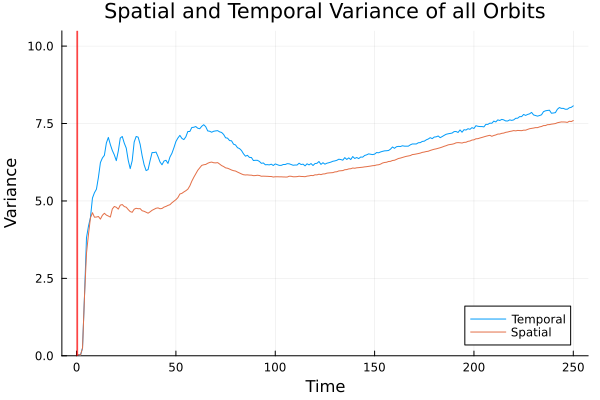 Spatial and Temporal Variance of all Orbits
10.0
7.5
5.0
2.5
0.0
Variance
0 50 100 150 200 250
Time
Temporal
Spatial